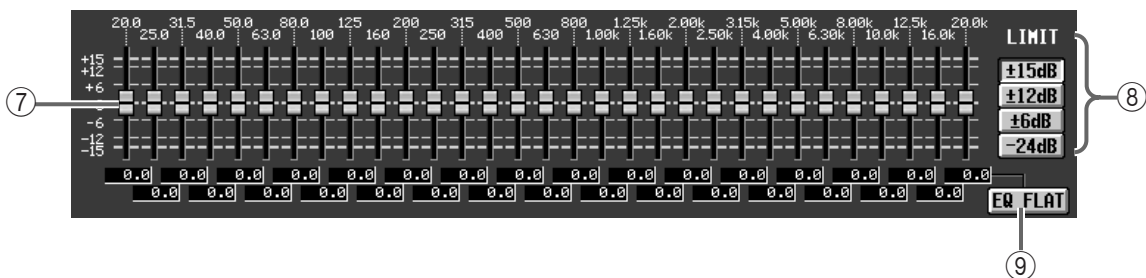 20.0 31.5 50.0 80.0 125 200 315 500 800 1.25k 2.00k 3.15k 5.00k 8.00k 12.5k 20.0k
25.0 40.0 63.0 100 160 250 400 630 1.00k 1.60k 2.50k 4.00k 6.30k 10.0k 16.0k
LIMIT
+15
+12
+6
-6
-12
-15
±15dB
±12dB
±6dB
-24dB
⑦
⑧
0.0 0.0 0.0 0.0 0.0 0.0 0.0 0.0 0.0 0.0 0.0 0.0 0.0 0.0 0.0 0.0
0.0 0.0 0.0 0.0 0.0 0.0 0.0 0.0 0.0 0.0 0.0 0.0 0.0 0.0 0.0
EQ FLAT
⑨